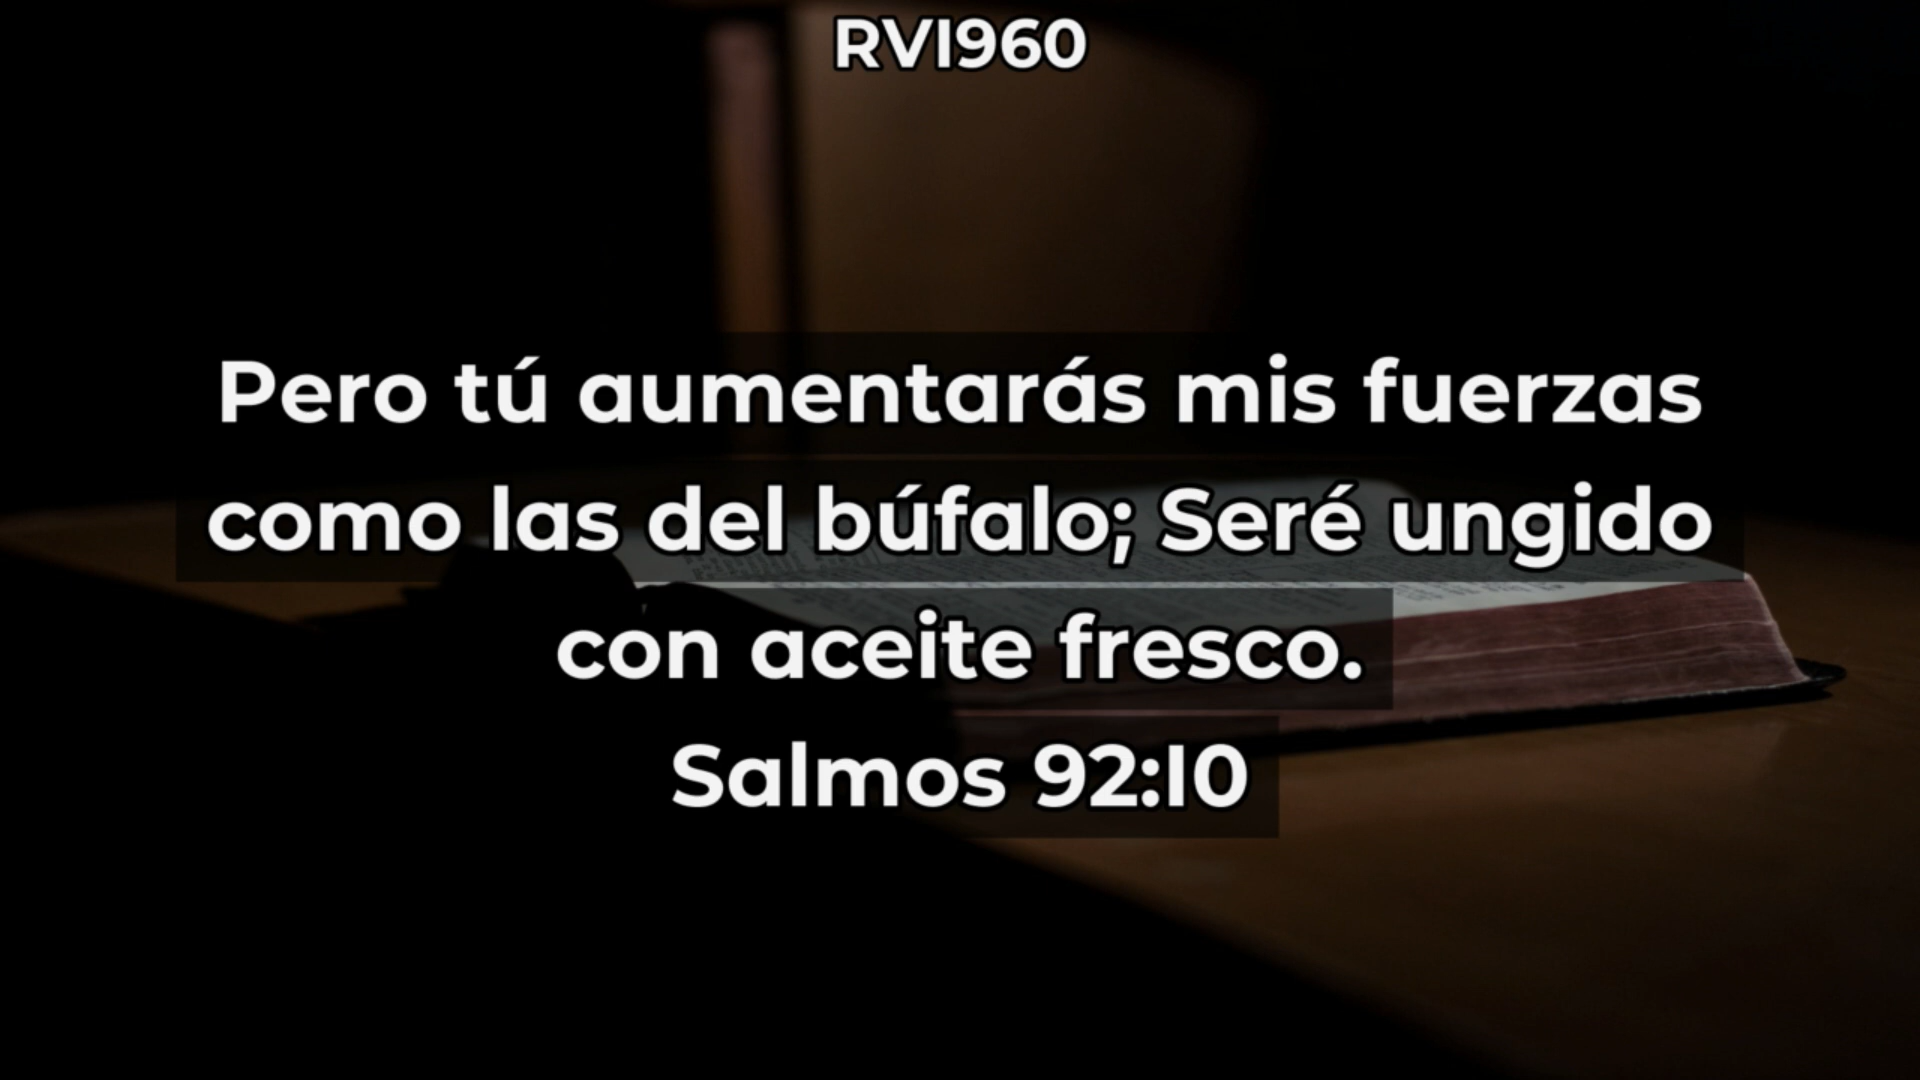 RV1960
Pero tú aumentarás mis fuerzas
como las del búfalo; Seré ungido
con aceite fresco.
Salmos 92:10